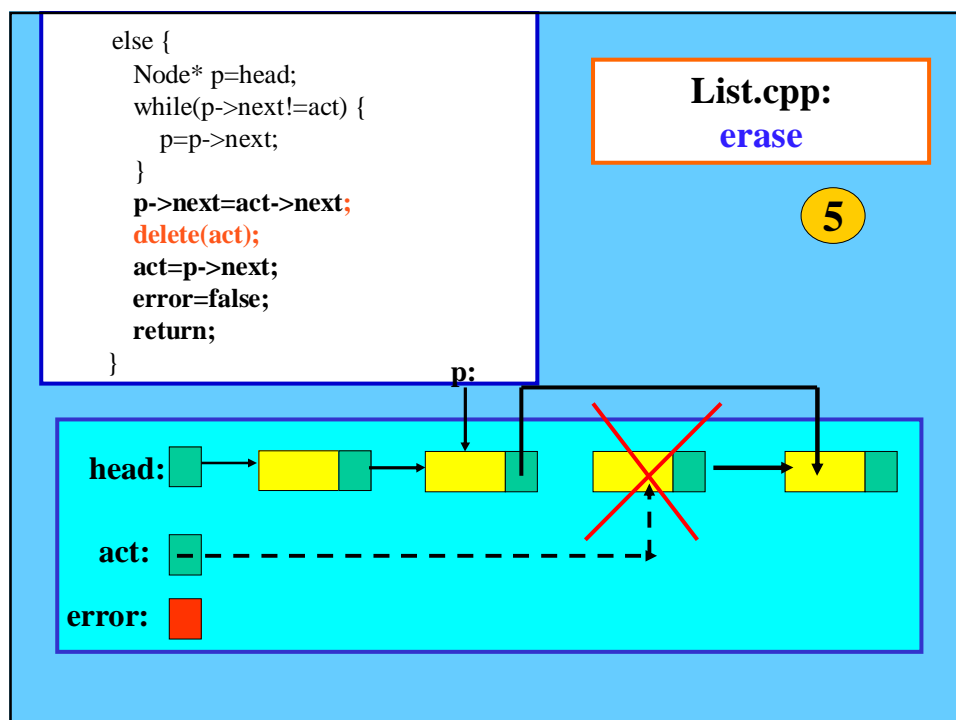 else {
Node* p=head;
while(p->next!=act) {
p=p->next;
}
p->next=act->next;
delete(act);
act=p->next;
error=false;
return;
}
List.cpp:
erase
5
p:
head:
act:
error: